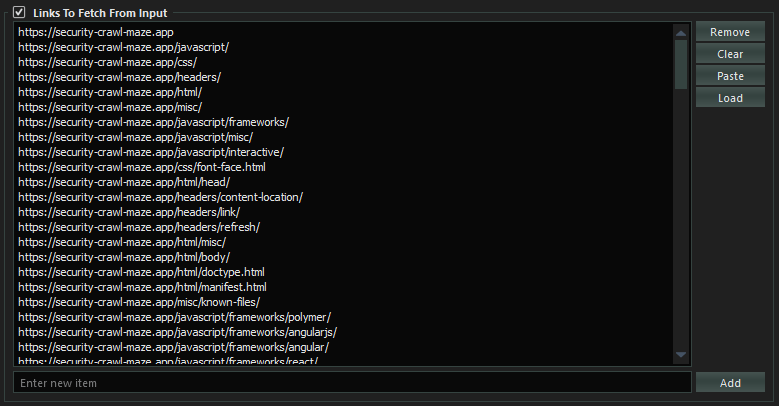 Links To Fetch From Input
https://security-crawl-maze.app
https://security-crawl-maze.app/javascript/
https://security-crawl-maze.app/css/
https://security-crawl-maze.app/headers/
https://security-crawl-maze.app/html/
https://security-crawl-maze.app/misc/
https://security-crawl-maze.app/javascript/frameworks/
https://security-crawl-maze.app/javascript/misc/
https://security-crawl-maze.app/javascript/interactive/
https://security-crawl-maze.app/css/font-face.html
https://security-crawl-maze.app/html/head/
https://security-crawl-maze.app/headers/content-location/
https://security-crawl-maze.app/headers/link/
https://security-crawl-maze.app/headers/refresh/
https://security-crawl-maze.app/html/misc/
https://security-crawl-maze.app/html/body/
https://security-crawl-maze.app/html/doctype.html
https://security-crawl-maze.app/html/manifest.html
https://security-crawl-maze.app/misc/known-files/
https://security-crawl-maze.app/javascript/frameworks/polymer/
https://security-crawl-maze.app/javascript/frameworks/angularjs/
https://security-crawl-maze.app/javascript/frameworks/angular/
https://security-crawl-maze.app/javascript/frameworks/react/
Remove
Clear
Paste
Load
Enter new item
Add